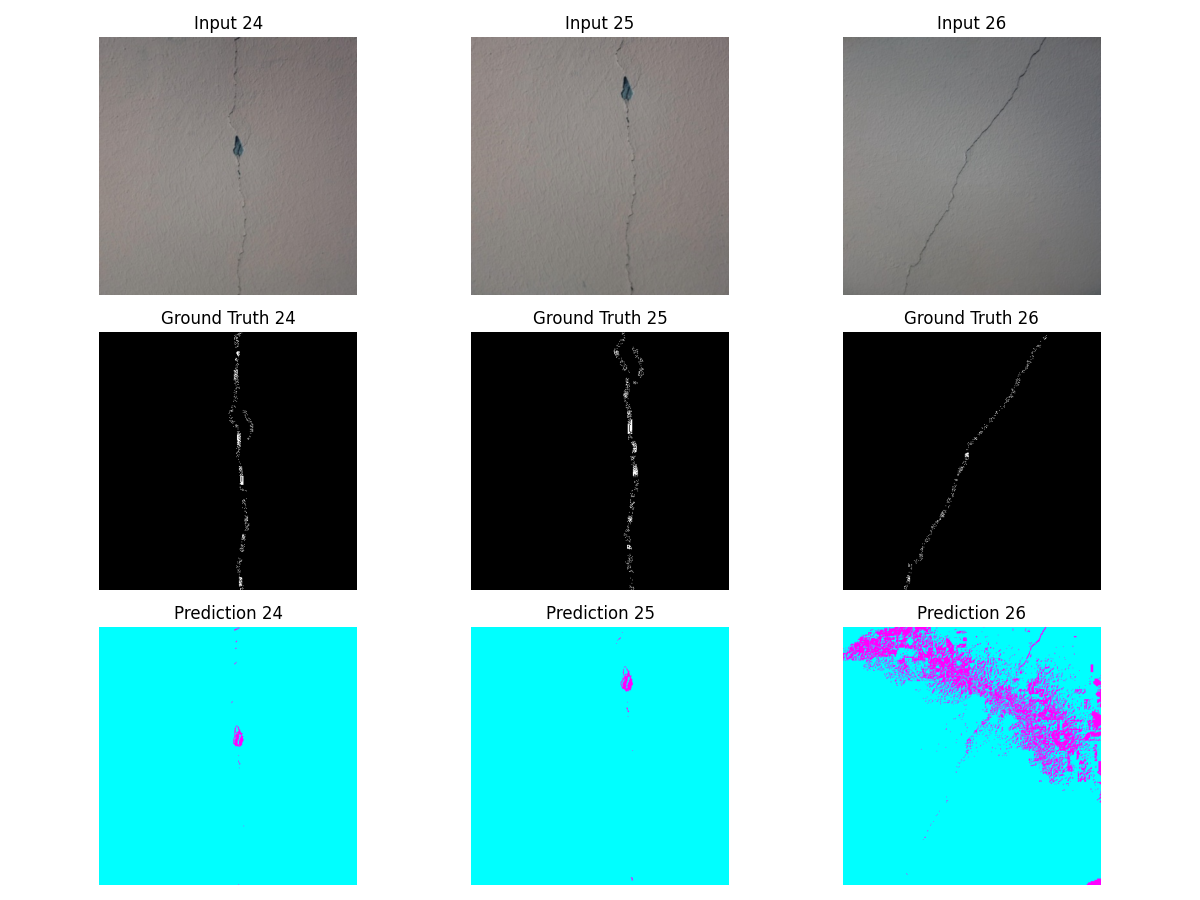 Input 24
Input 25
Input 26
Ground Truth 24
Ground Truth 25
Ground Truth 26
Prediction 24
Prediction 25
Prediction 26